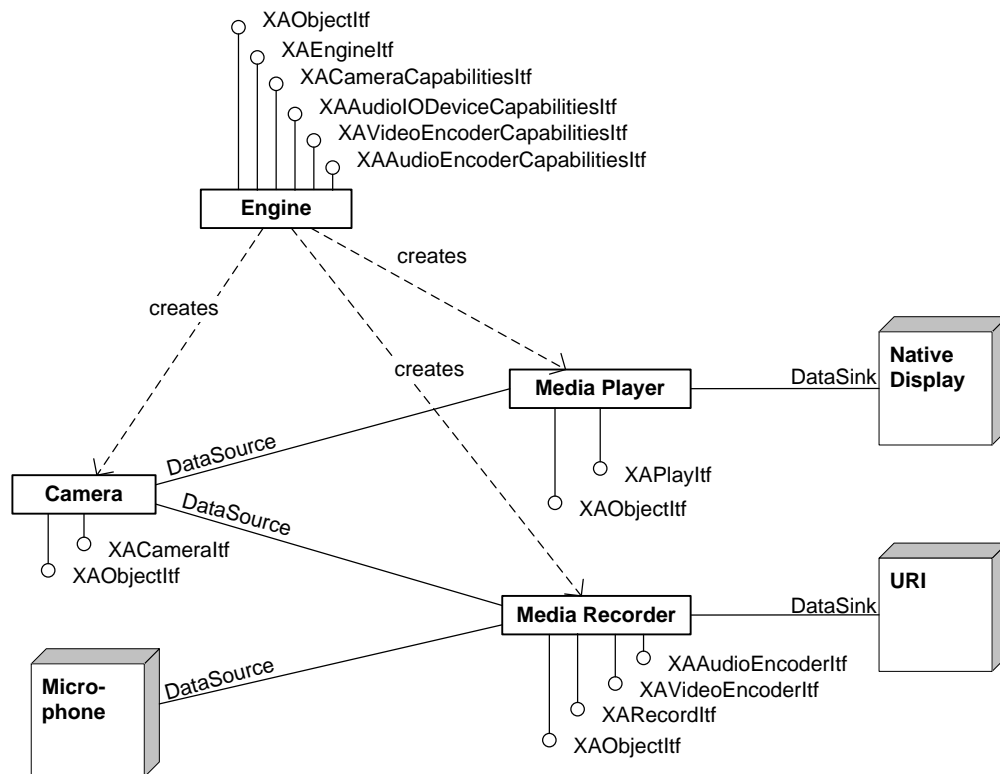 XAObjectItf
XAEngineItf
XACameraCapabilitiesItf
XAAudioIODeviceCapabilitiesItf
XAVideoEncoderCapabilitiesItf
XAAudioEncoderCapabilitiesItf
Engine
creates
creates
creates
Native
Display
Media Player
DataSink
DataSource
XAPlayItf
XAObjectItf
Camera
DataSource
XACameraItf
XAObjectItf
URI
Media Recorder
DataSink
DataSource
Micro-
phone
XAAudioEncoderItf
XAVideoEncoderItf
XARecordItf
XAObjectItf